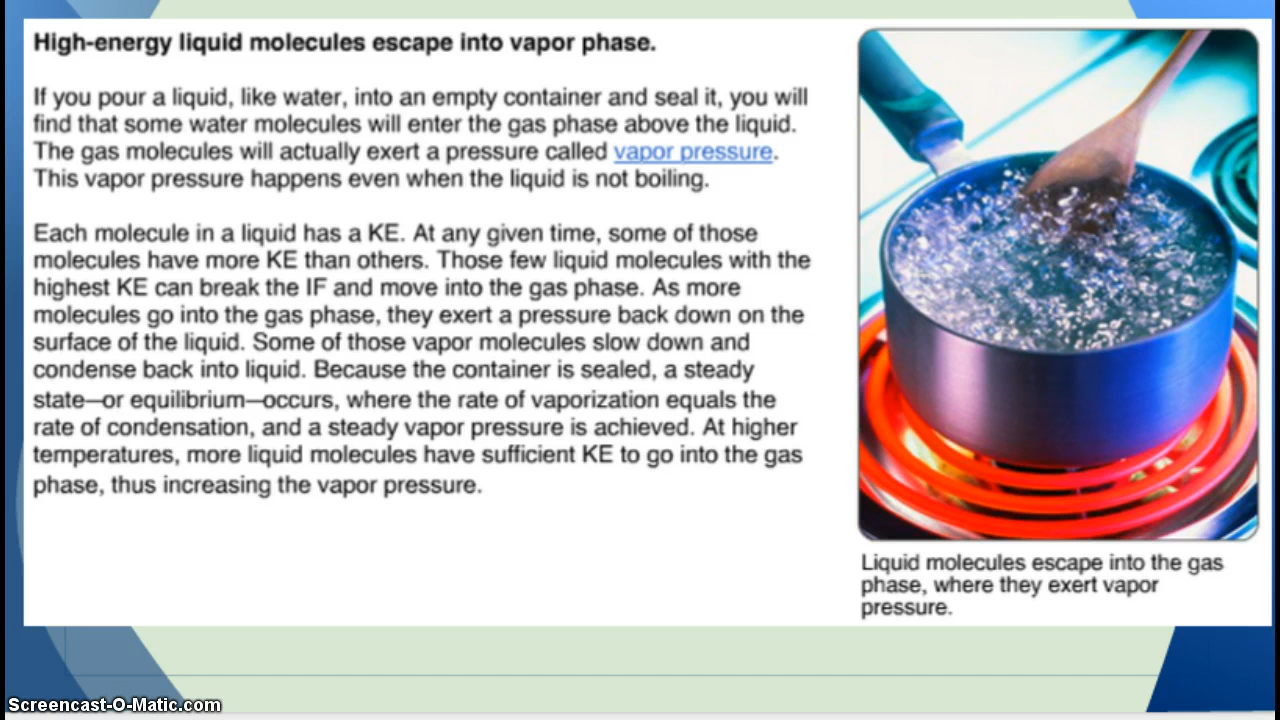 High-energy liquid molecules escape into vapor phase.
If you pour a liquid, like water, into an empty container and seal it, you will
find that some water molecules will enter the gas phase above the liquid.
The gas molecules will actually exert a pressure called vapor pressure.
This vapor pressure happens even when the liquid is not boiling.
Each molecule in a liquid has a KE. At any given time, some of those
molecules have more KE than others. Those few liquid molecules with the
highest KE can break the IF and move into the gas phase. As more
molecules go into the gas phase, they exert a pressure back down on the
surface of the liquid. Some of those vapor molecules slow down and
condense back into liquid. Because the container is sealed, a steady
state—or equilibrium—occurs, where the rate of vaporization equals the
rate of condensation, and a steady vapor pressure is achieved. At higher
temperatures, more liquid molecules have sufficient KE to go into the gas
phase, thus increasing the vapor pressure.
Liquid molecules escape into the gas
phase, where they exert vapor
pressure.
Screencast-O-Matic.com